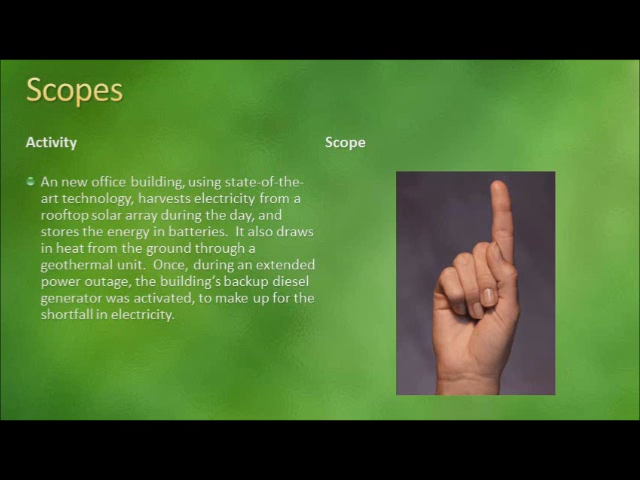 Scopes
Activity
Scope
An new office building, using state-of-the-
art technology, harvests electricity from a
rooftop solar array during the day, and
stores the energy in batteries.  It also draws
in heat from the ground through a
geothermal unit.  Once, during an extended
power outage, the building's backup diesel
generator was activated, to make up for the
shortfall in electricity.